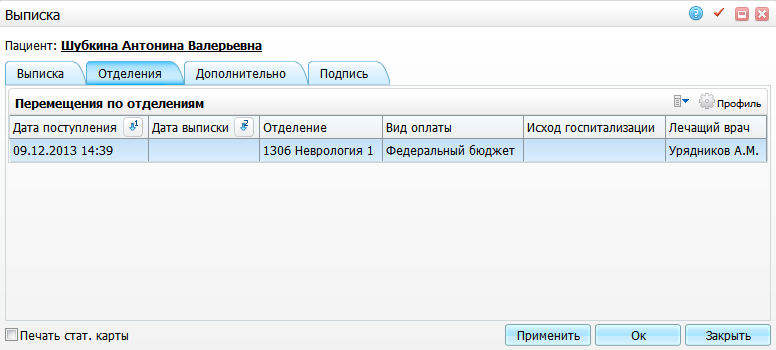 Выписка
Пациент: Шубкина Антонина Валерьевна
Выписка Отделения Дополнительно Подпись
Перемещения по отделениям Профиль
Дата поступления 1 Дата выписки 2 Отделение Вид оплаты Исход госпитализации Лечащий врач
09.12.2013 14:39 1306 Неврология 1 Федеральный бюджет Урядников А.М.
Печать стат. карты Применить Ок Закрыть